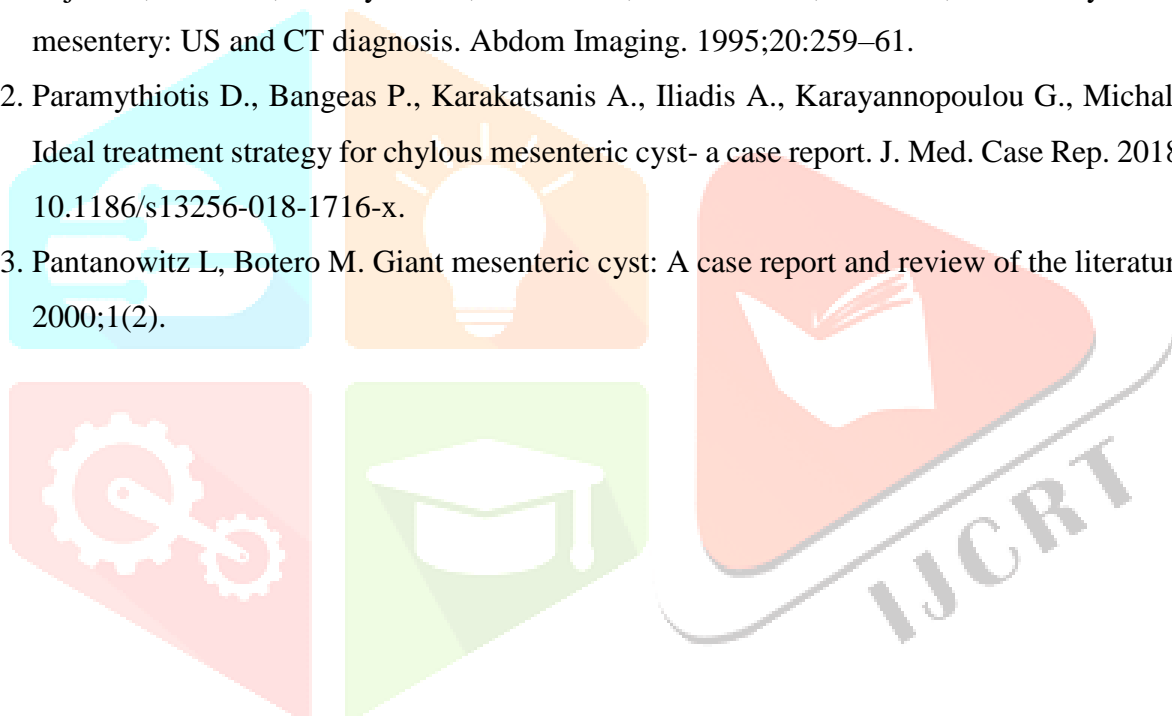 mesentery: US and CT diagnosis. Abdom Imaging. 1995;20:259–61.
2. Paramythiotis D., Bangeas P., Karakatsanis A., Iliadis A., Karayannopoulou G., Michal
Ideal treatment strategy for chylous mesenteric cyst- a case report. J. Med. Case Rep. 2018
10.1186/s13256-018-1716-x.
3. Pantanowitz L, Botero M. Giant mesenteric cyst: A case report and review of the literatu
2000;1(2).
IJCRT